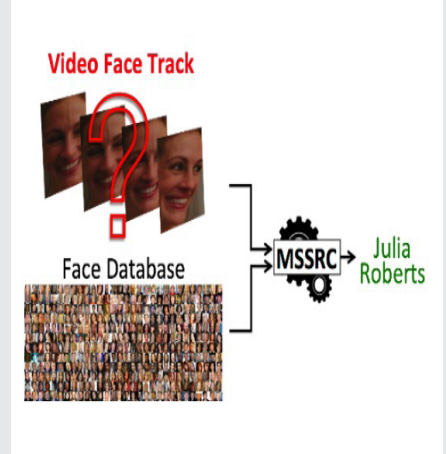 Video Face Track
?
Face Database
MSSRC
Julia
Roberts